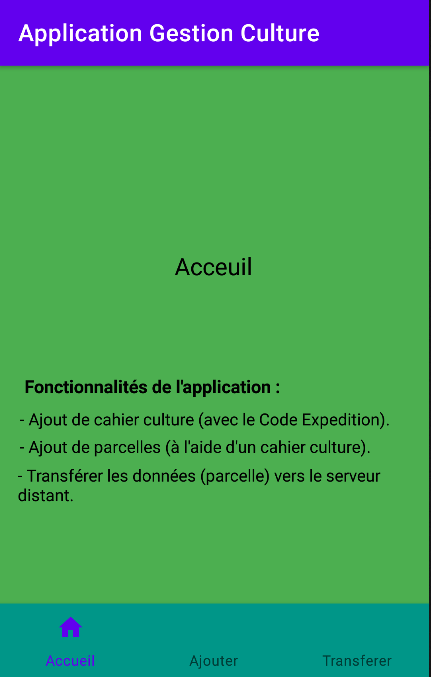 Application Gestion Culture
Acceuil
Fonctionnalités de l'application :
- Ajout de cahier culture (avec le Code Expedition).
- Ajout de parcelles (à l'aide d'un cahier culture).
- Transférer les données (parcelle) vers le serveur
distant.
Accueil
Ajouter
Transferer